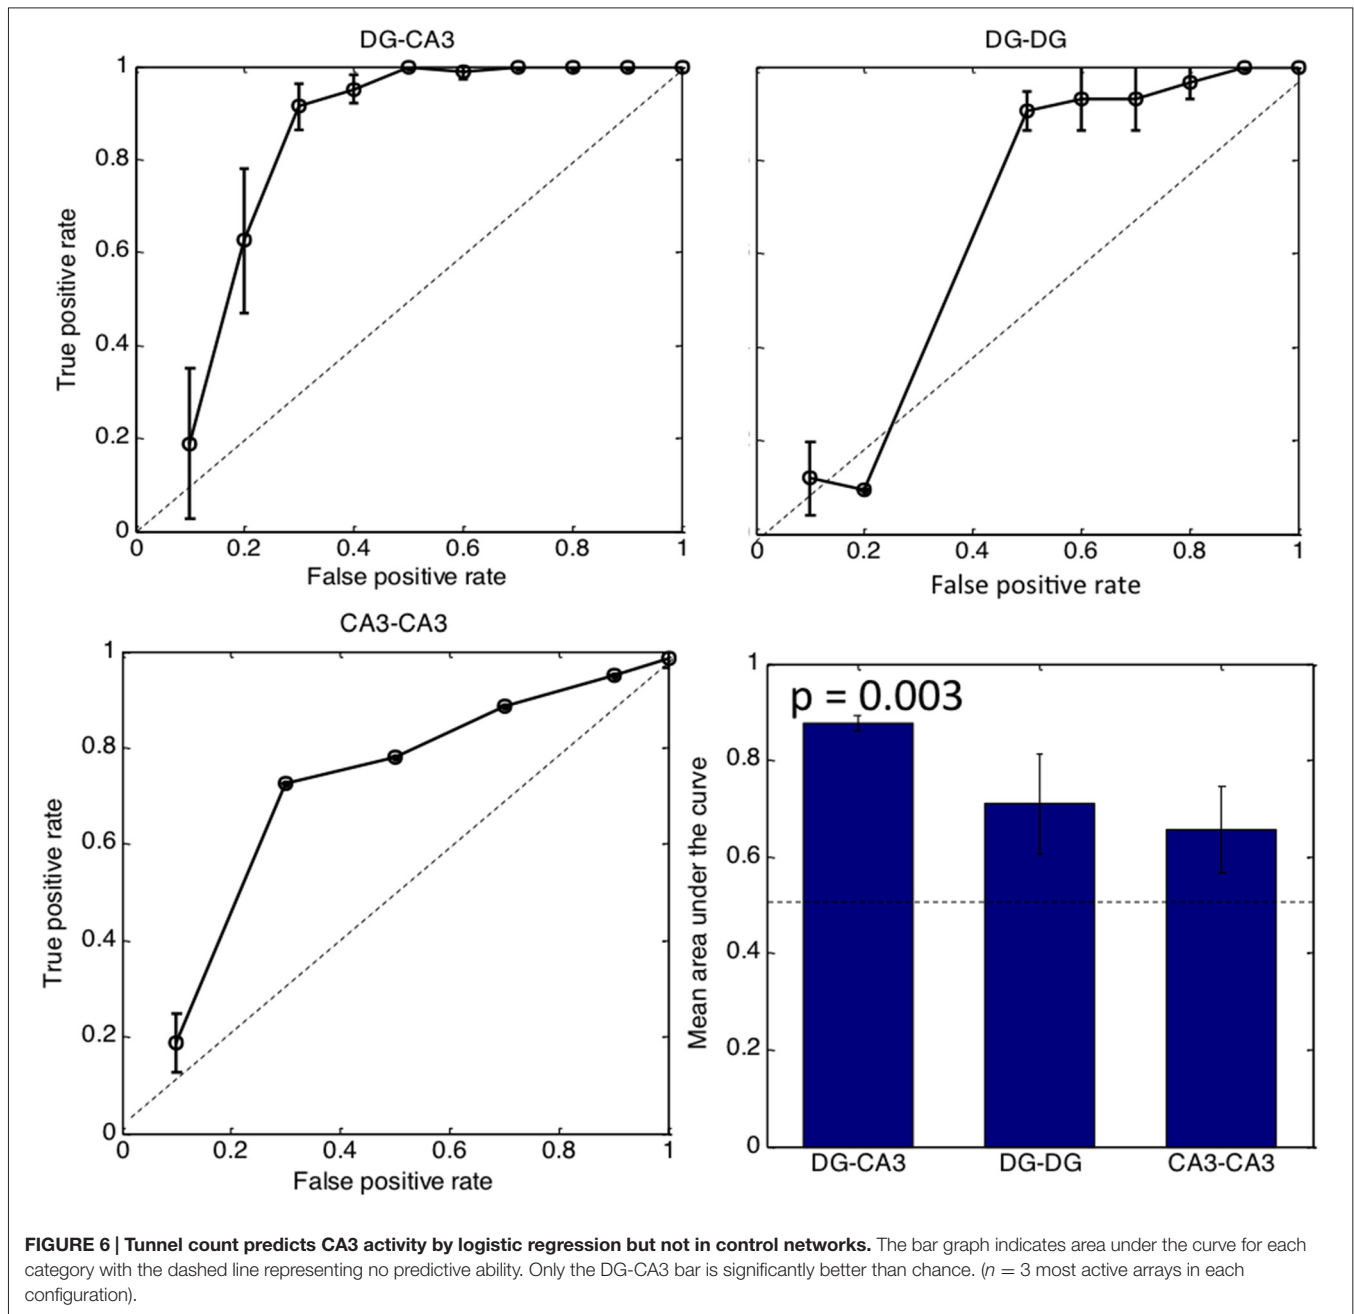 DG-CA3
1
0.8
0.6
0.4
0.2
0
True positive rate
0 0.2 0.4 0.6 0.8 1
False positive rate
DG-DG
0 0.2 0.4 0.6 0.8 1
False positive rate
CA3-CA3
1
0.8
0.6
0.4
0.2
0
True positive rate
0 0.2 0.4 0.6 0.8 1
False positive rate
1
0.8
0.6
0.4
0.2
0
Mean area under the curve
p = 0.003
DG-CA3 DG-DG CA3-CA3
FIGURE 6 | Tunnel count predicts CA3 activity by logistic regression but not in control networks. The bar graph indicates area under the curve for each
category with the dashed line representing no predictive ability. Only the DG-CA3 bar is significantly better than chance. (n = 3 most active arrays in each
configuration).